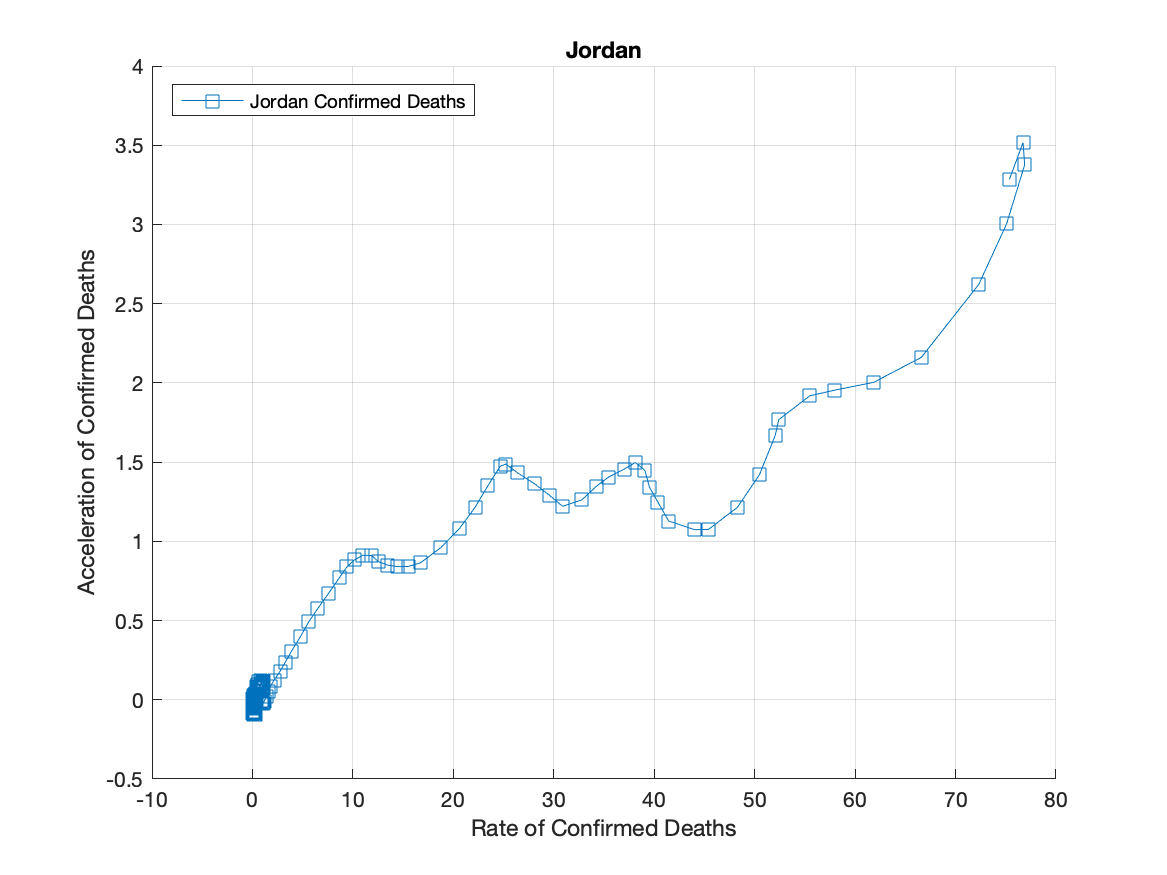 Jordan
Jordan Confirmed Deaths
Acceleration of Confirmed Deaths
4
3.5
3
2.5
2
1.5
1
0.5
0
-0.5
-10 0 10 20 30 40 50 60 70 80
Rate of Confirmed Deaths